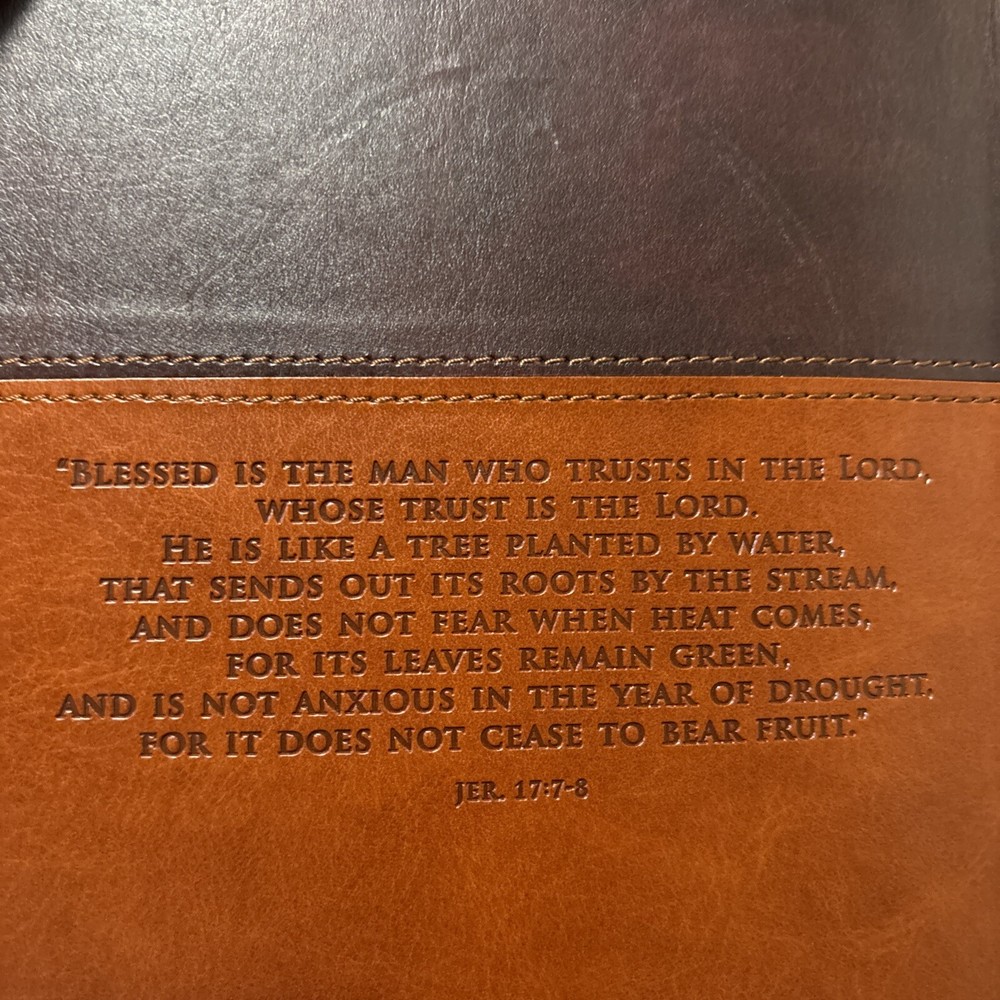 “Blessed is the man who trusts in the Lord,
whose trust is the Lord.
He is like a tree planted by water,
that sends out its roots by the stream,
and does not fear when heat comes,
for its leaves remain green,
and is not anxious in the year of drought,
for it does not cease to bear fruit.”
Jer. 17:7-8